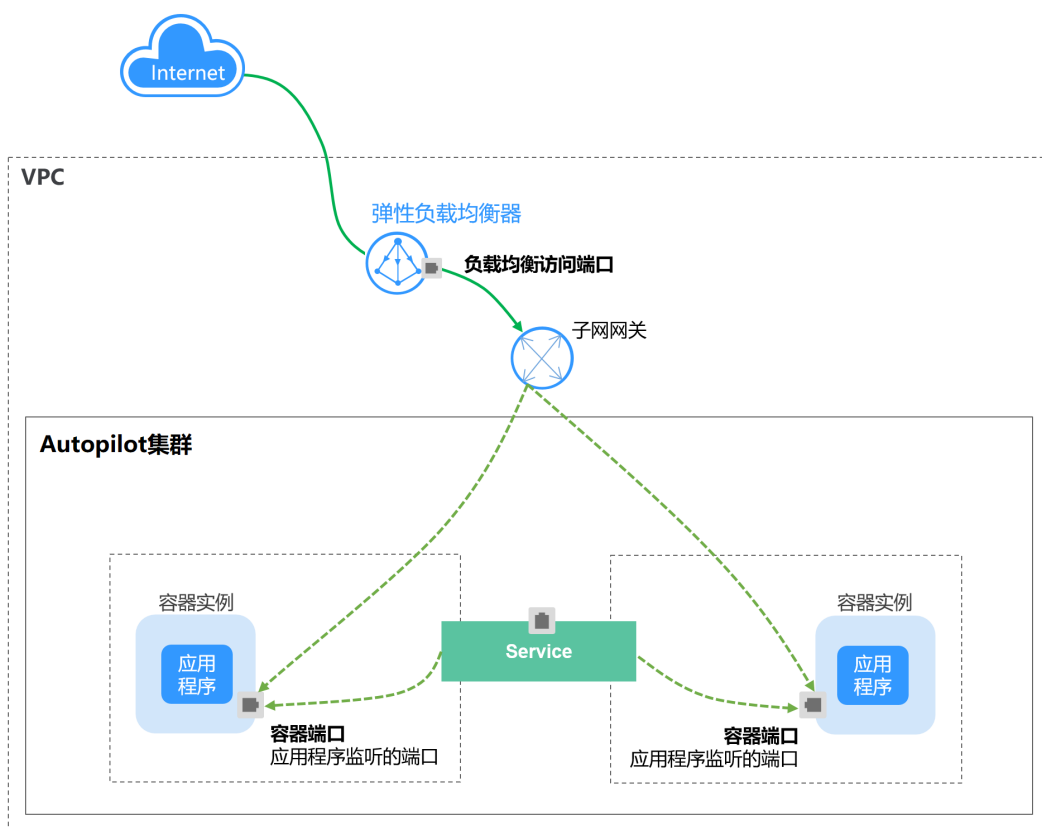 Internet
VPC
弹性负载均衡器
负载均衡访问端口
子网网关
Autopilot集群
容器实例
容器实例
应用
程序
Service
应用
程序
容器端口
应用程序监听的端口
容器端口
应用程序监听的端口